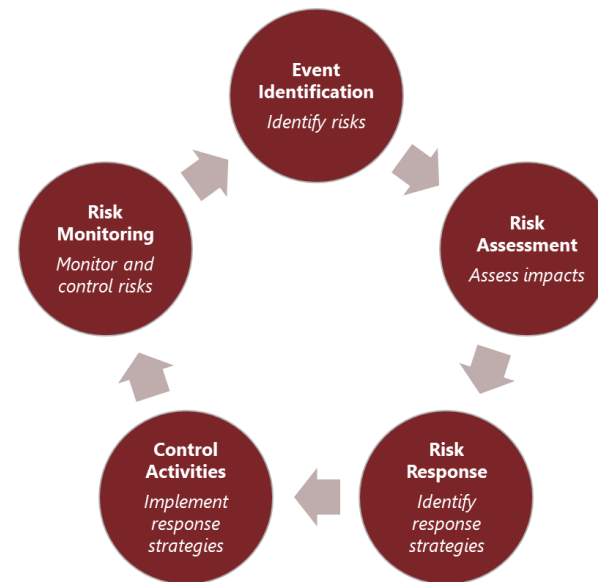 Event
Identification
Identify risks
Risk
Assessment
Assess impacts
Risk
Response
Identify
response
strategies
Control
Activities
Implement
response
strategies
Risk
Monitoring
Monitor and
control risks